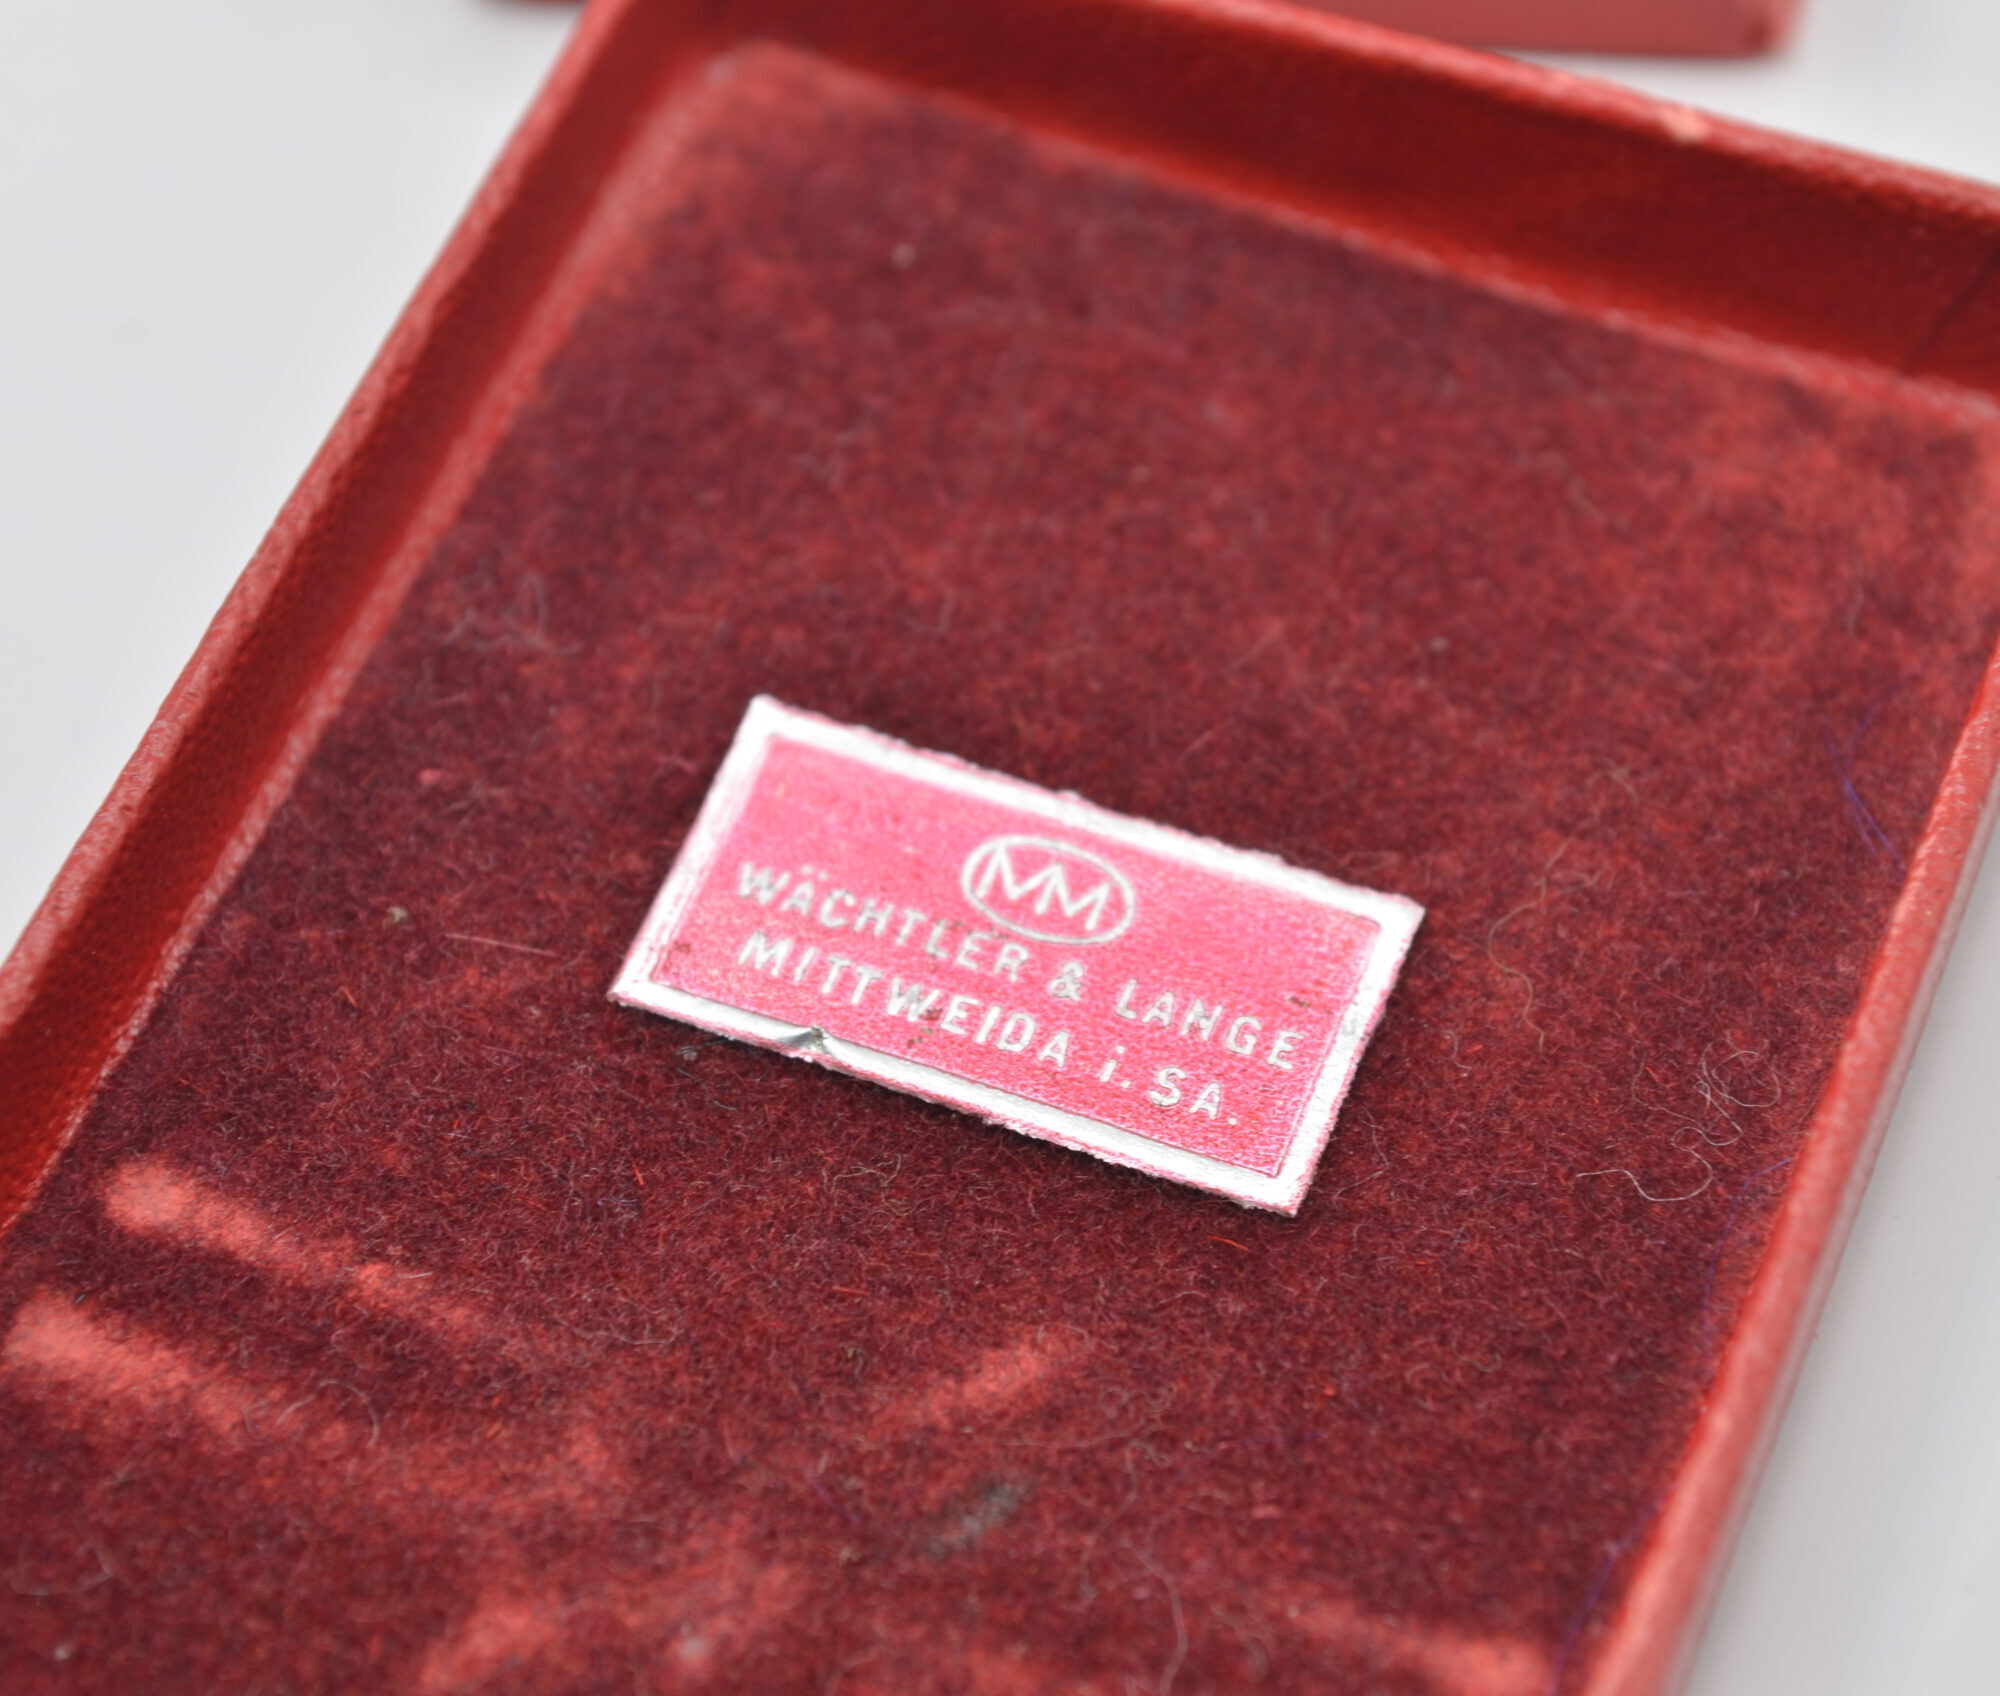 MM
WÄCHTLER & LANGE
MITTWEIDA i. SA.